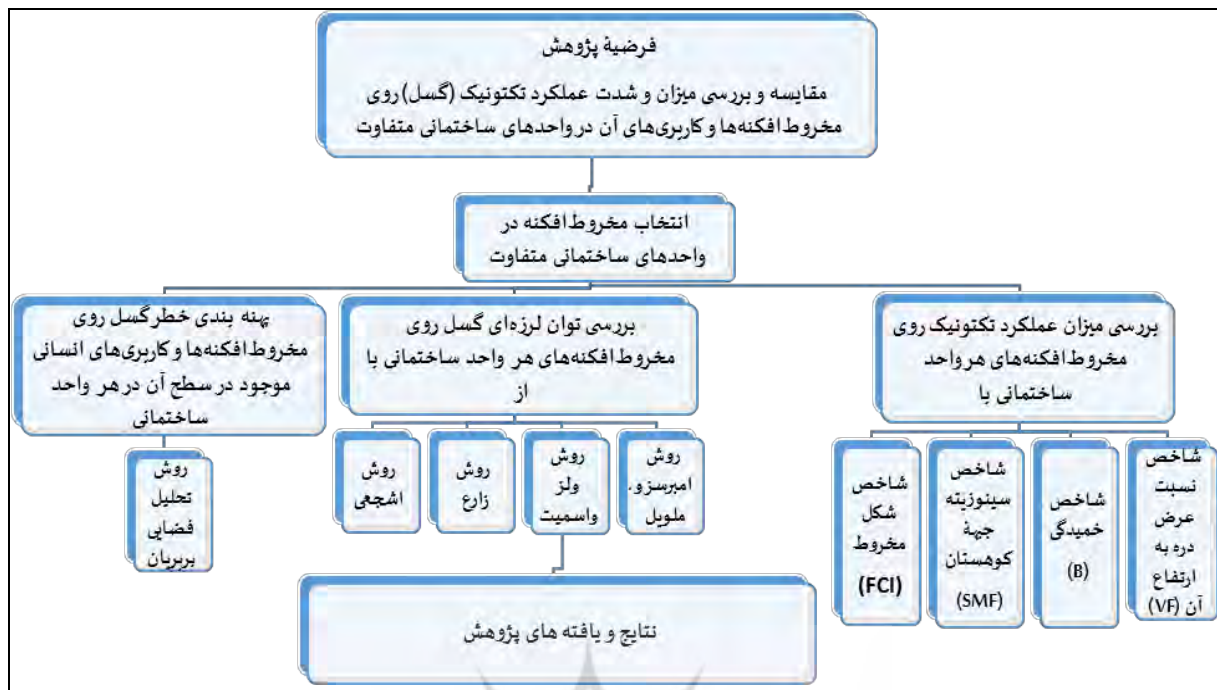 فرضیة پژوهش
مقایسه و بررسی میزان و شدت عملکرد تکتونیک (گسل) روی
مخروط افکنه‌ها و کاربری‌های آن در واحدهای ساختمانی متفاوت
انتخاب مخروط افکنه در
واحدهای ساختمانی متفاوت
بررسی میزان عملکرد تکتونیک روی
مخروط افکنه‌های هر واحد
ساختمانی با
شاخص
نسبت
عرض
دره به
ارتفاع
آن (VF)
شاخص
خمیدگی
(B)
شاخص
سینوزیته
جبهة
کوهستان
(SMF)
شاخص
شکل
مخروط
(FCI)
بررسی توان لرزه‌ای گسل روی
مخروط افکنه‌های هر واحد ساختمانی با
از
روش
امبرسز و.
ملویل
روش
ولز
واسمیت
روش
زارع
روش
اشجعی
پهنه بندی خطر گسل روی
مخروط افکنه‌ها و کاربری‌های انسانی
موجود در سطح آن در هر واحد
ساختمانی
روش
تحلیل
فضایی
بربریان
نتایج و یافته های پژوهش